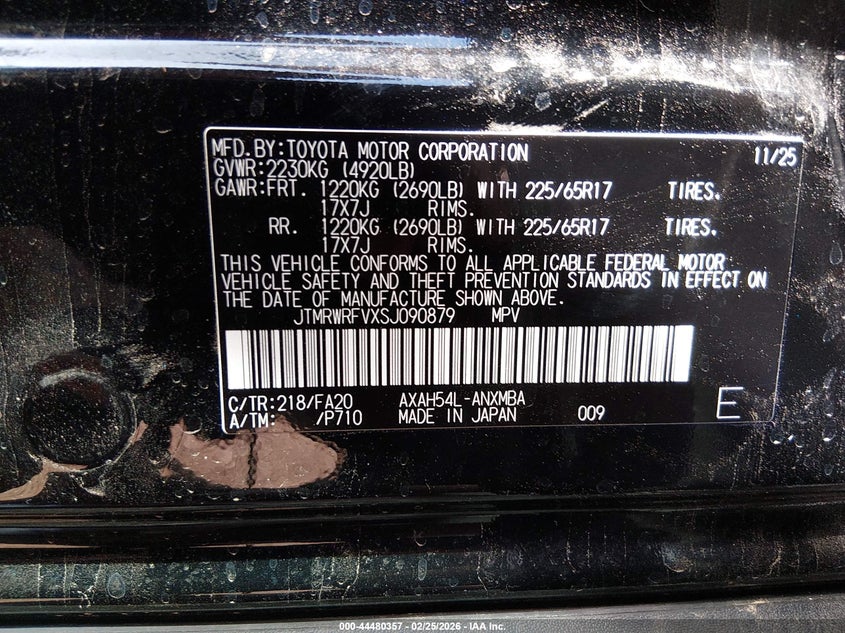 MFD.BY:TOYOTA MOTOR CORPORATION 11/25
GVWR:2230KG (4920LB)
GAWR:FRT. 1220KG (2690LB) WITH 225/65R17 TIRES.
17X7J RIMS.
RR. 1220KG (2690LB) WITH 225/65R17 TIRES.
17X7J RIMS.
THIS VEHICLE CONFORMS TO ALL APPLICABLE FEDERAL MOTOR
VEHICLE SAFETY AND THEFT PREVENTION STANDARDS IN EFFECT ON
THE DATE OF MANUFACTURE SHOWN ABOVE.
JTMRWRFVXSJ090879 MPV
C/TR:218/FA20 AXAH54L-ANXMBA
A/TM: /P710 MADE IN JAPAN 009 E
000-44480357 - 02/25/2026 - IAA Inc.